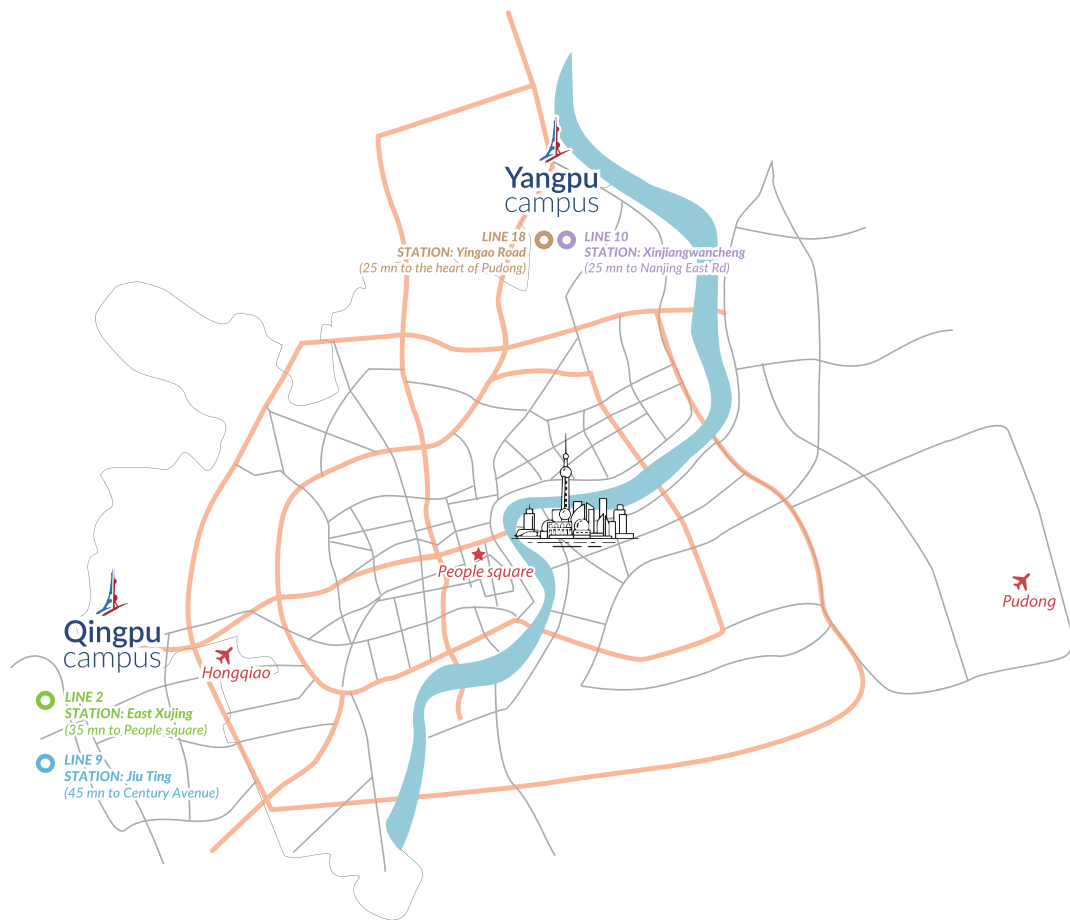 Yangpu
campus
LINE 18
STATION: Yingao Road
(25 mn to the heart of Pudong)
LINE 10
STATION: Xinjiangwancheng
(25 mn to Nanjing East Rd)
People square
Pudong
Qingpu
campus
Hongqiao
LINE 2
STATION: East Xujing
(35 mn to People square)
LINE 9
STATION: Jiu Ting
(45 mn to Century Avenue)